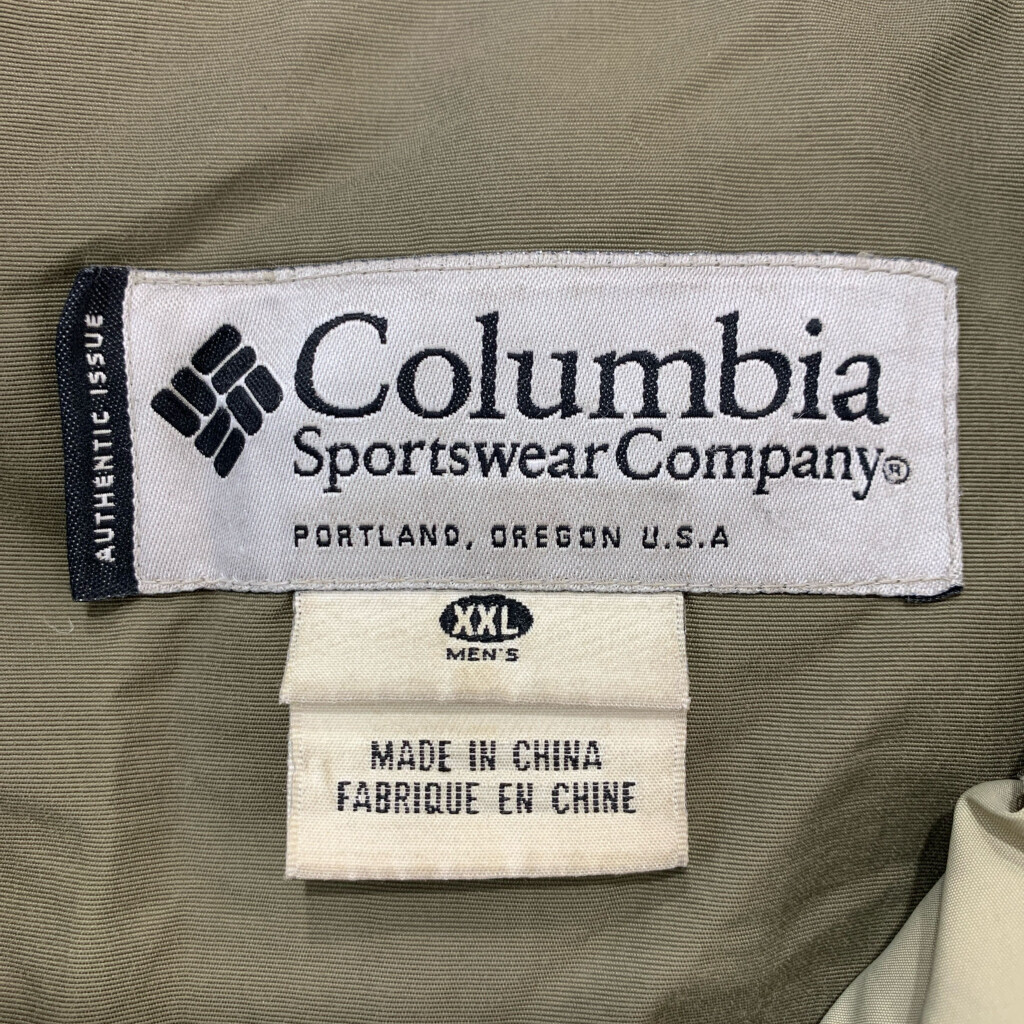 AUTHENTIC ISSUE
Columbia
Sportswear Company®
PORTLAND, OREGON U.S.A
XXL
MEN'S
MADE IN CHINA
FABRIQUE EN CHINE